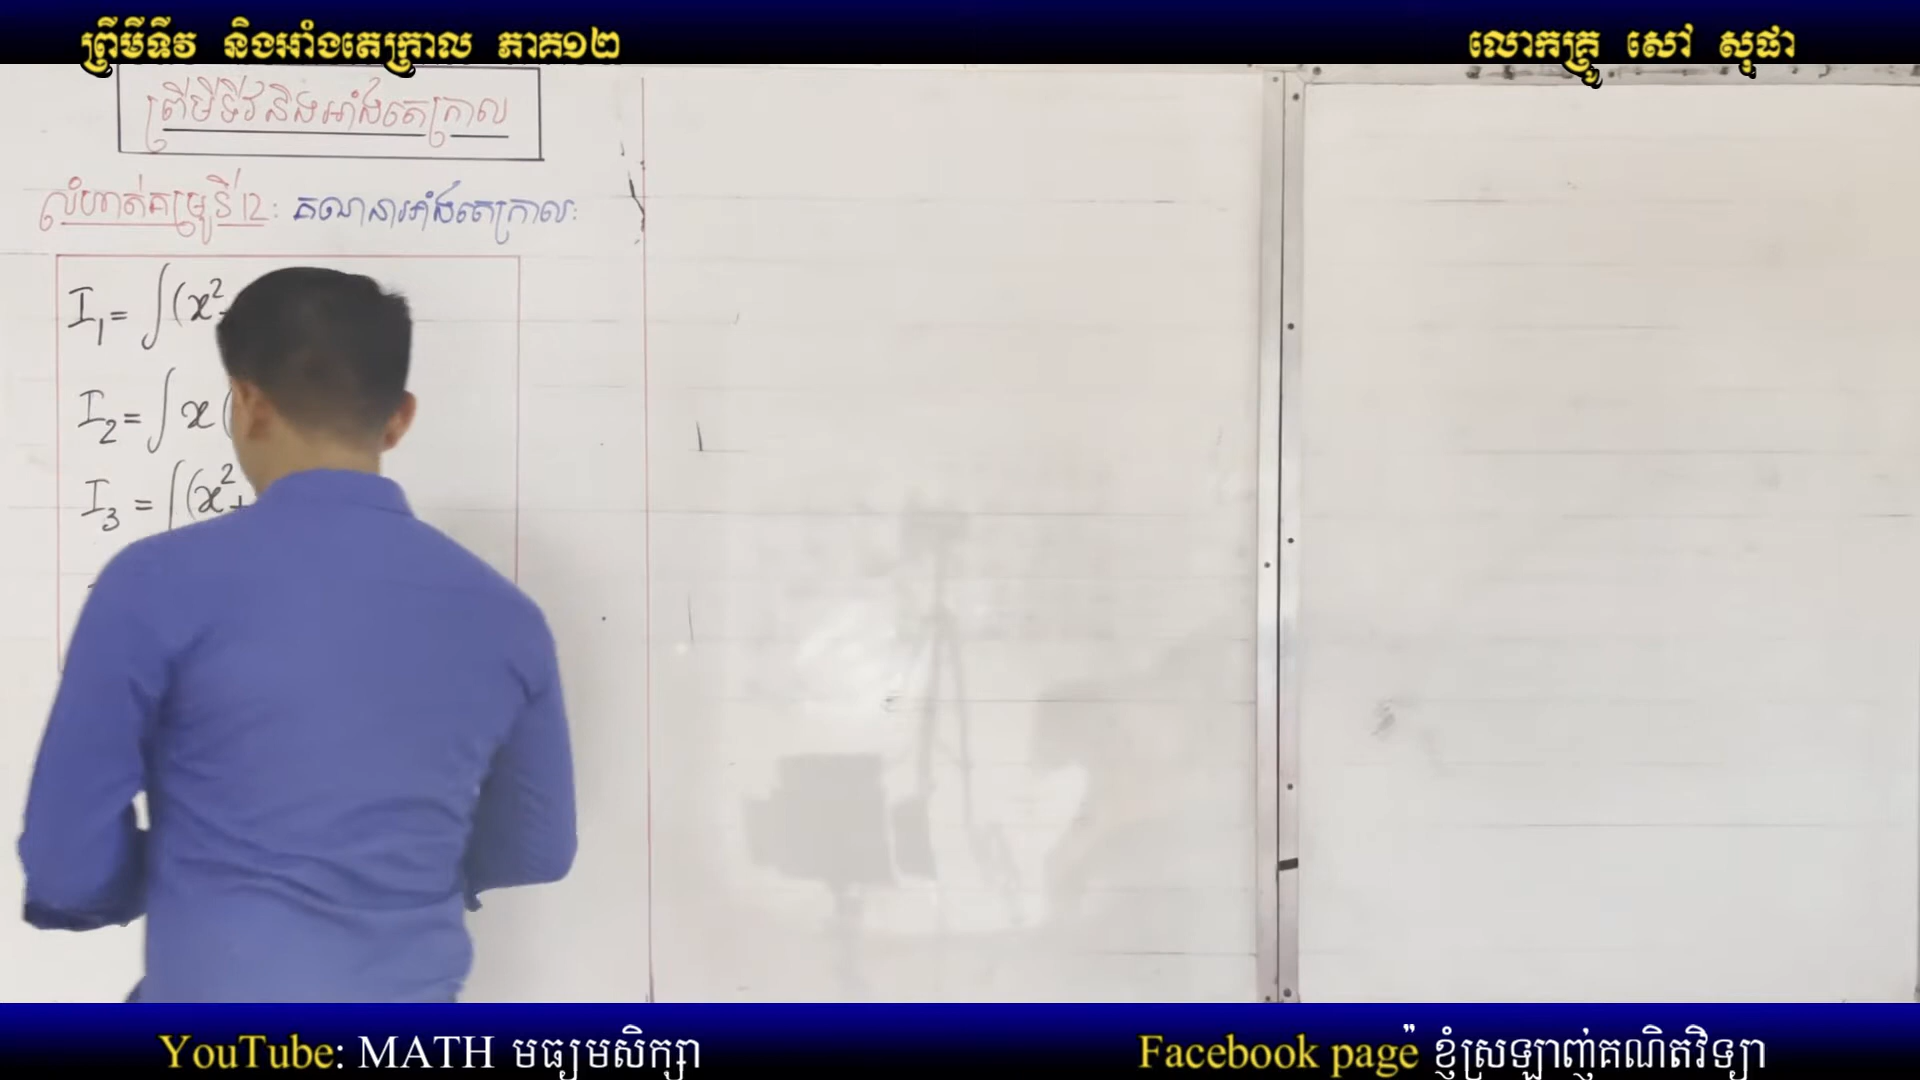 ព្រីមីទីវ និងអាំងតេក្រាល ភាគ១២
លោកគ្រូ សៅ សុផា
ព្រីមីទីវនិងអាំងតេក្រាល
លំហាត់គម្រូទី12: គណនាអាំងតេក្រាល:
I₁ = ∫(x²
I₂ = ∫ x (
I₃ = ∫(x²+
YouTube: MATH មធ្យមសិក្សា
Facebook page ៉ ខ្ញុំស្រឡាញ់គណិតវិទ្យា